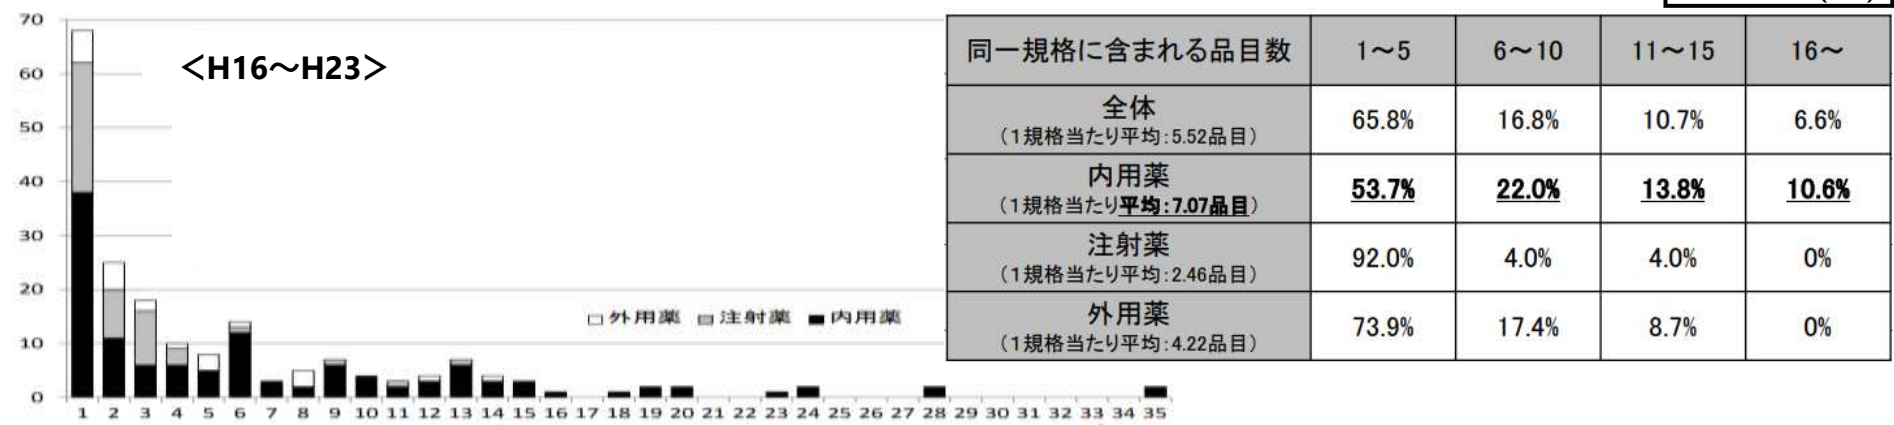 70
60
50
40
30
20
10
0
<H16～H23>
□外用薬 ■注射薬 ■内用薬
1 2 3 4 5 6 7 8 9 10 11 12 13 14 15 16 17 18 19 20 21 22 23 24 25 26 27 28 29 30 31 32 33 34 35
同一規格に含まれる品目数 1～5 6～10 11～15 16～
全体
（1規格当たり平均：5.52品目） 65.8% 16.8% 10.7% 6.6%
内用薬
（1規格当たり平均：7.07品目） 53.7% 22.0% 13.8% 10.6%
注射薬
（1規格当たり平均：2.46品目） 92.0% 4.0% 4.0% 0%
外用薬
（1規格当たり平均：4.22品目） 73.9% 17.4% 8.7% 0%